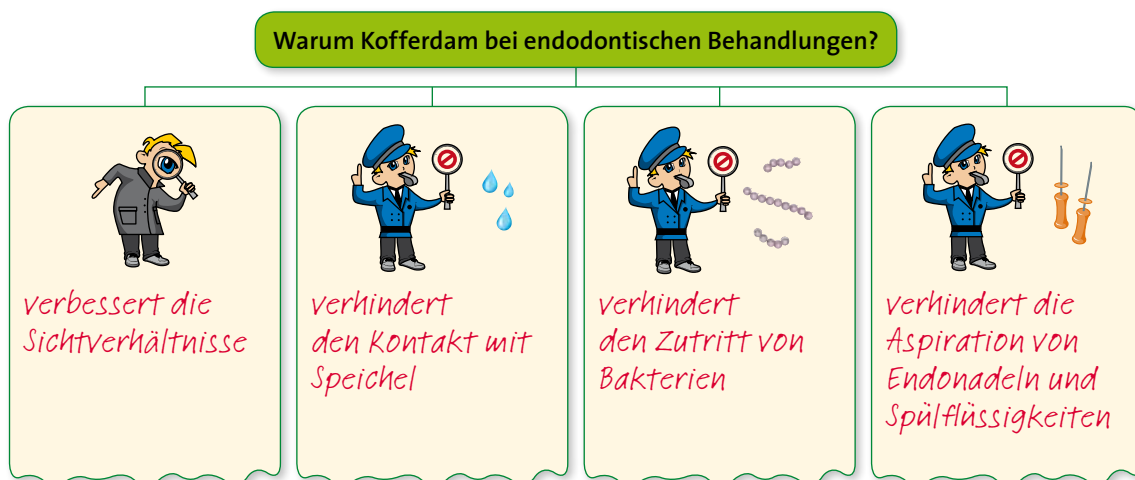 Warum Kofferdam bei endodontischen Behandlungen?
verbessert die
Sichtverhältnisse
verhindert
den Kontakt mit
Speichel
verhindert
den Zutritt von
Bakterien
verhindert die
Aspiration von
Endonadeln und
Spülflüssigkeiten